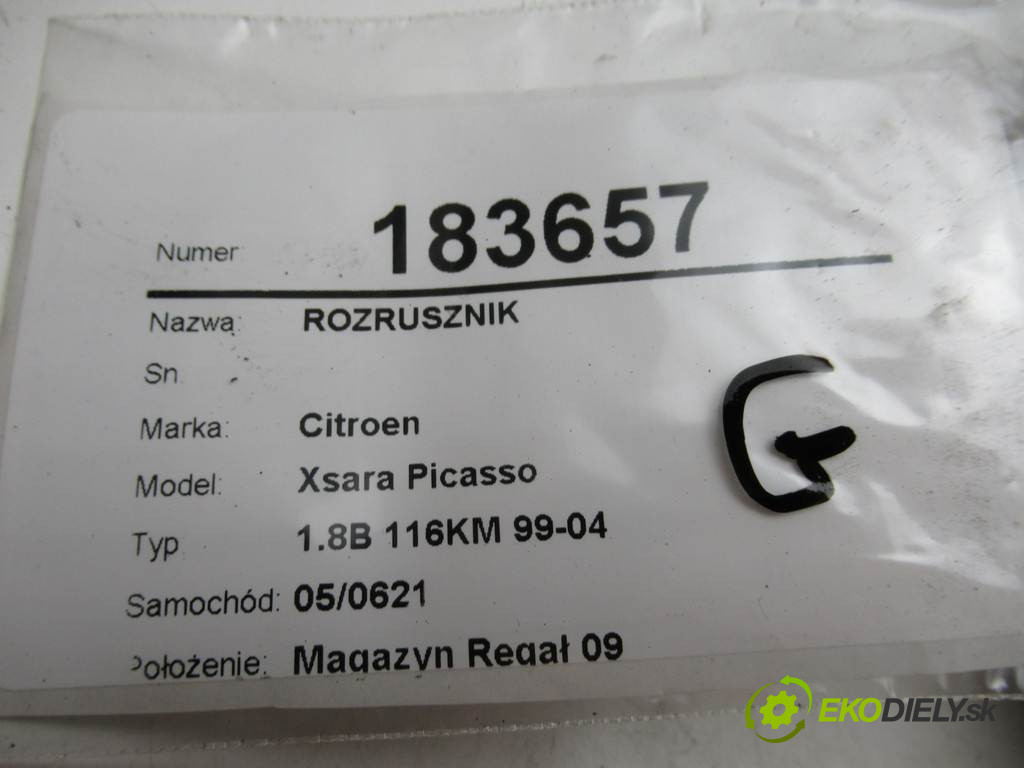 Numer 183657
Nazwa: ROZRUSZNIK
Sn
Marka: Citroen
Model: Xsara Picasso
Typ 1.8B 116KM 99-04
Samochód: 05/0621
Położenie: Magazyn Regał 09
G
EKODIELY.sk